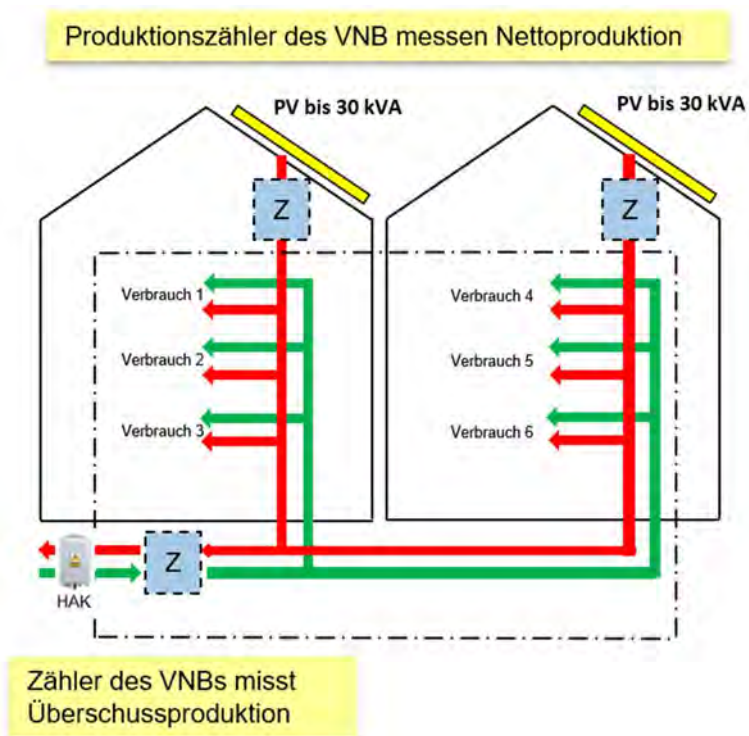 Produktionszähler des VNB messen Nettoproduktion
PV bis 30 kVA
PV bis 30 kVA
Z
Z
Verbrauch 1
Verbrauch 4
Verbrauch 2
Verbrauch 5
Verbrauch 3
Verbrauch 6
Z
HAK
Zähler des VNBs misst
Überschussproduktion